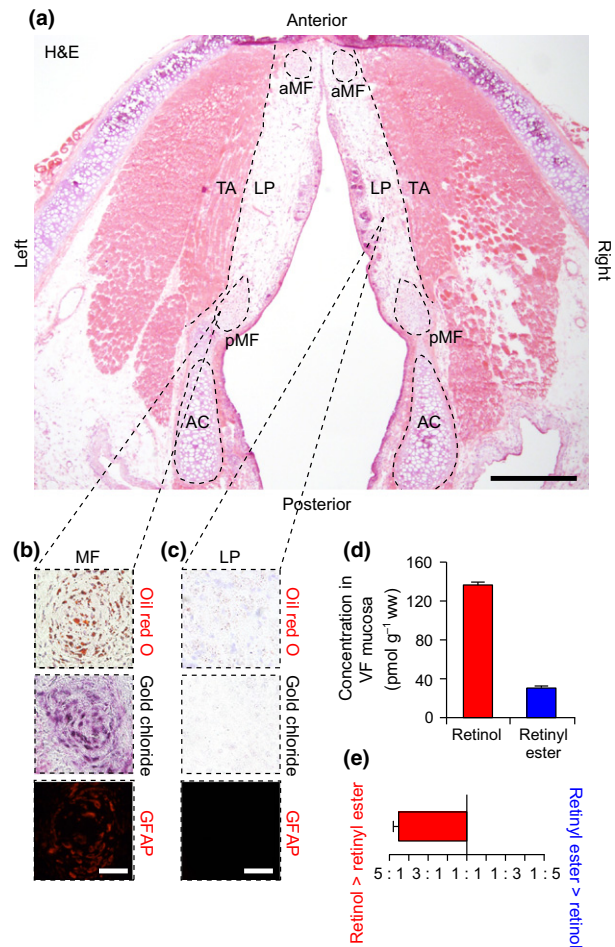 (a)
Anterior
H&E
aMF
aMF
TA
LP
LP
TA
Left
Right
pMF
pMF
AC
AC
Posterior
(b)
MF
Oil red O
Gold chloride
GFAP
(c)
LP
Oil red O
Gold chloride
GFAP
(d)
Concentration in
VF mucosa
(pmol g⁻¹ ww)
160
120
80
40
0
Retinol
Retinyl
ester
(e)
Retinol > retinyl ester
Retinyl ester > retinol
5 : 1 3 : 1 1 : 1 1 : 3 1 : 5